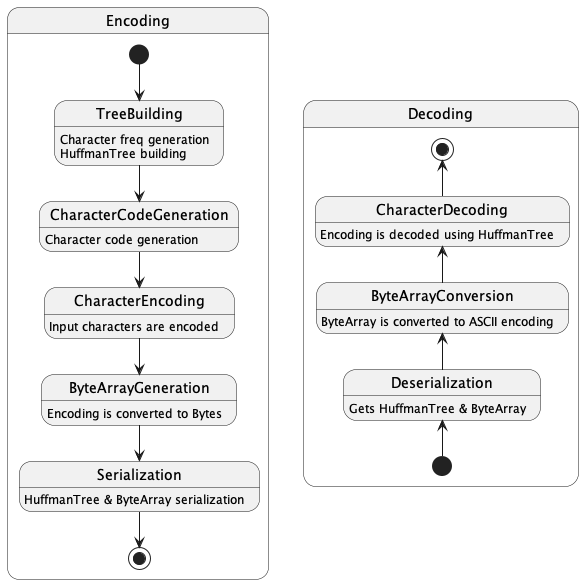 Encoding
TreeBuilding
Character freq generation
HuffmanTree building
CharacterCodeGeneration
Character code generation
CharacterEncoding
Input characters are encoded
ByteArrayGeneration
Encoding is converted to Bytes
Serialization
HuffmanTree & ByteArray serialization
Decoding
CharacterDecoding
Encoding is decoded using HuffmanTree
ByteArrayConversion
ByteArray is converted to ASCII encoding
Deserialization
Gets HuffmanTree & ByteArray